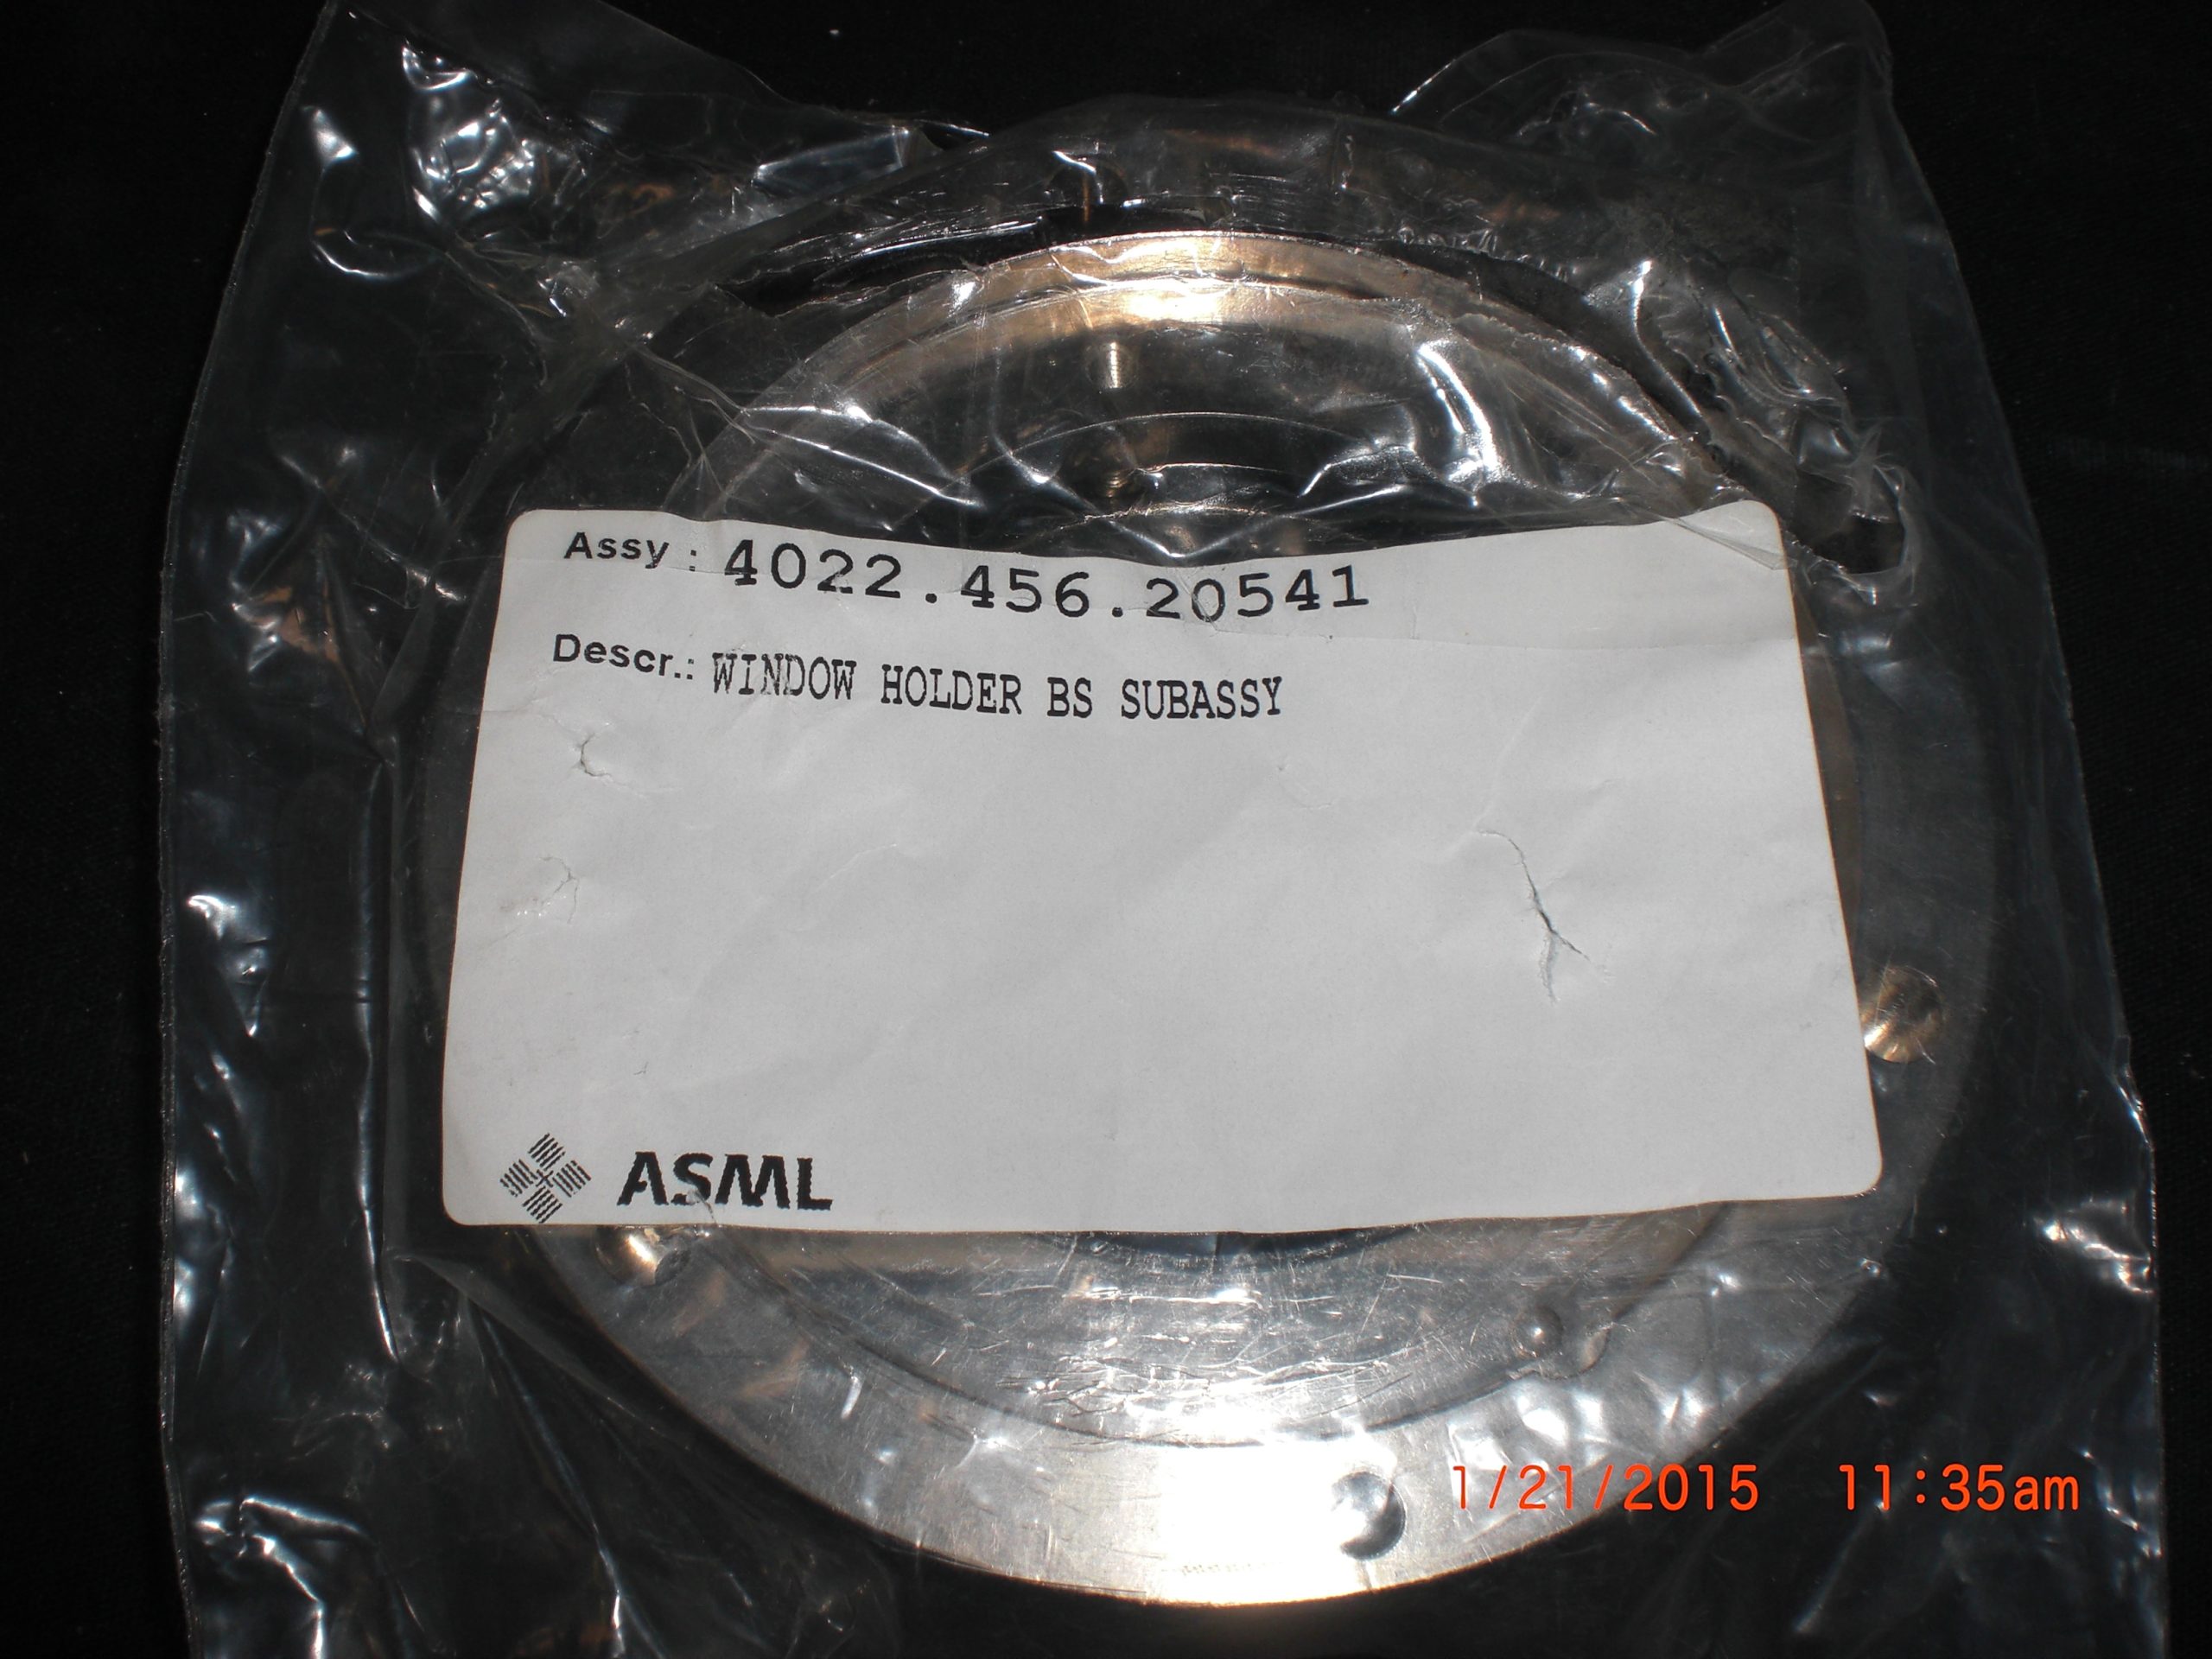 Assy : 4022.456.20541
Descr.: WINDOW HOLDER BS SUBASSY
ASML
1/21/2015 11:35am